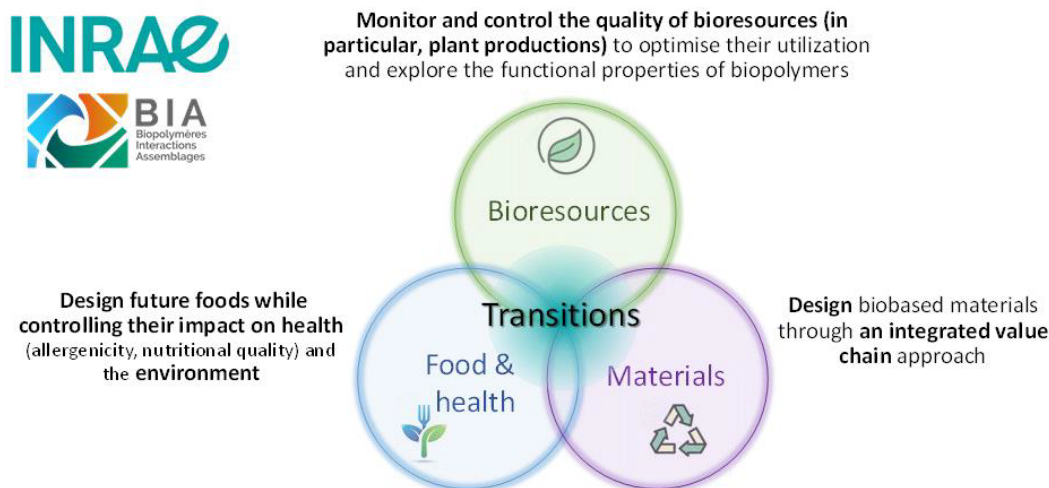 INRAE
BIA
Biopolymères
Interactions
Assemblages
Monitor and control the quality of bioresources (in
particular, plant productions) to optimise their utilization
and explore the functional properties of biopolymers
Bioresources
Transitions
Design future foods while
controlling their impact on health
(allergenicity, nutritional quality) and
the environment
Food &
health
Materials
Design biobased materials
through an integrated value
chain approach